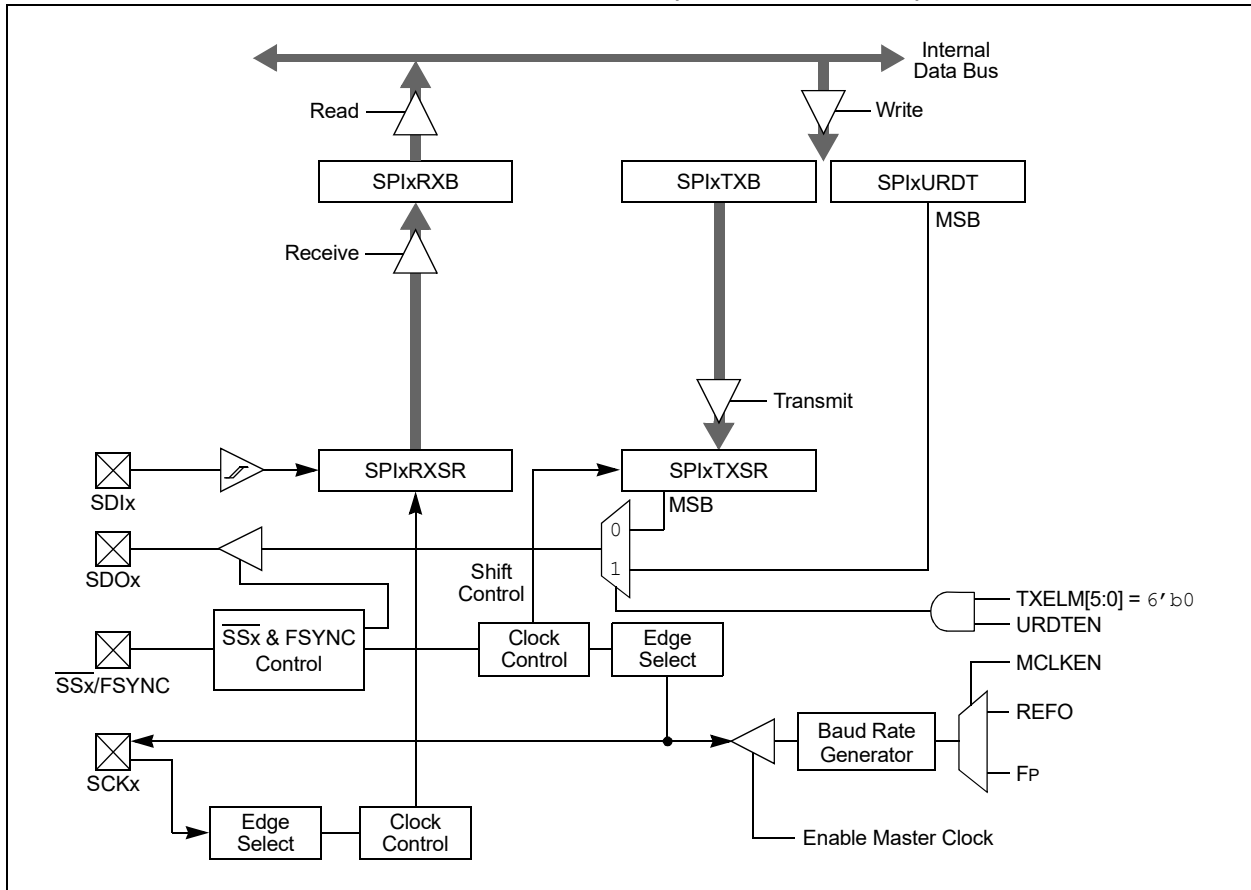 Internal
Data Bus
Read
Write
SPIxRXB
SPIxTXB
SPIxURDT
MSB
Receive
Transmit
SDIx
SPIxRXSR
SPIxTXSR
MSB
0
SDOx
1
Shift
Control
TXELM[5:0] = 6’b0
URDTEN
SSx/FSYNC
SSx & FSYNC
Control
Clock
Control
Edge
Select
MCLKEN
REFO
Baud Rate
Generator
FP
SCKx
Edge
Select
Clock
Control
Enable Master Clock